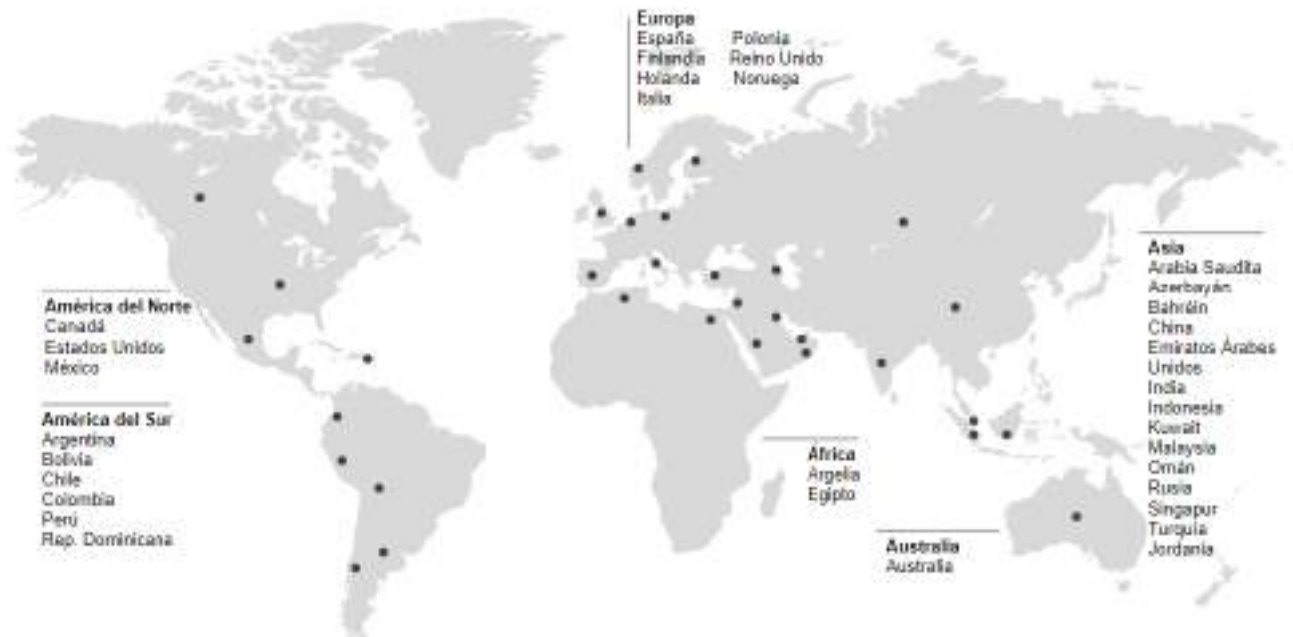 Europa
España Polonia
Finlandia Reino Unido
Holanda Noruega
Italia
América del Norte
Canadá
Estados Unidos
México
América del Sur
Argentina
Bolivia
Chile
Colombia
Perú
Rep. Dominicana
África
Argelia
Egipto
Australia
Australia
Asia
Arabia Saudita
Azerbayán
Bahréin
China
Emiratos Árabes
Unidos
India
Indonesia
Kuwait
Malaysia
Omán
Rusia
Singapur
Turquía
Jordania